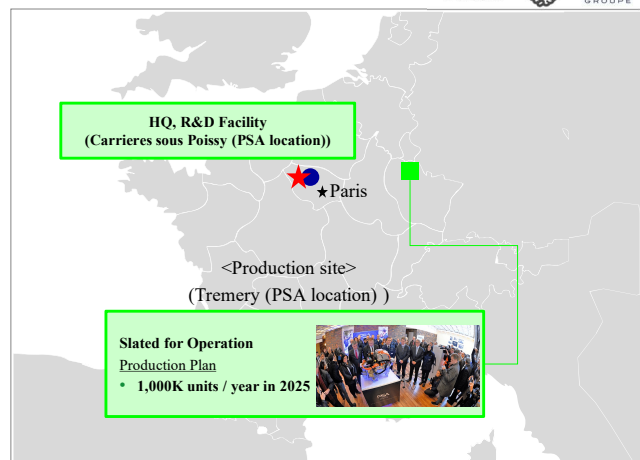 GROUPE
HQ, R&D Facility
(Carrieres sous Poissy (PSA location))
★Paris
<Production site>
(Tremery (PSA location) )
Slated for Operation
Production Plan
• 1,000K units / year in 2025